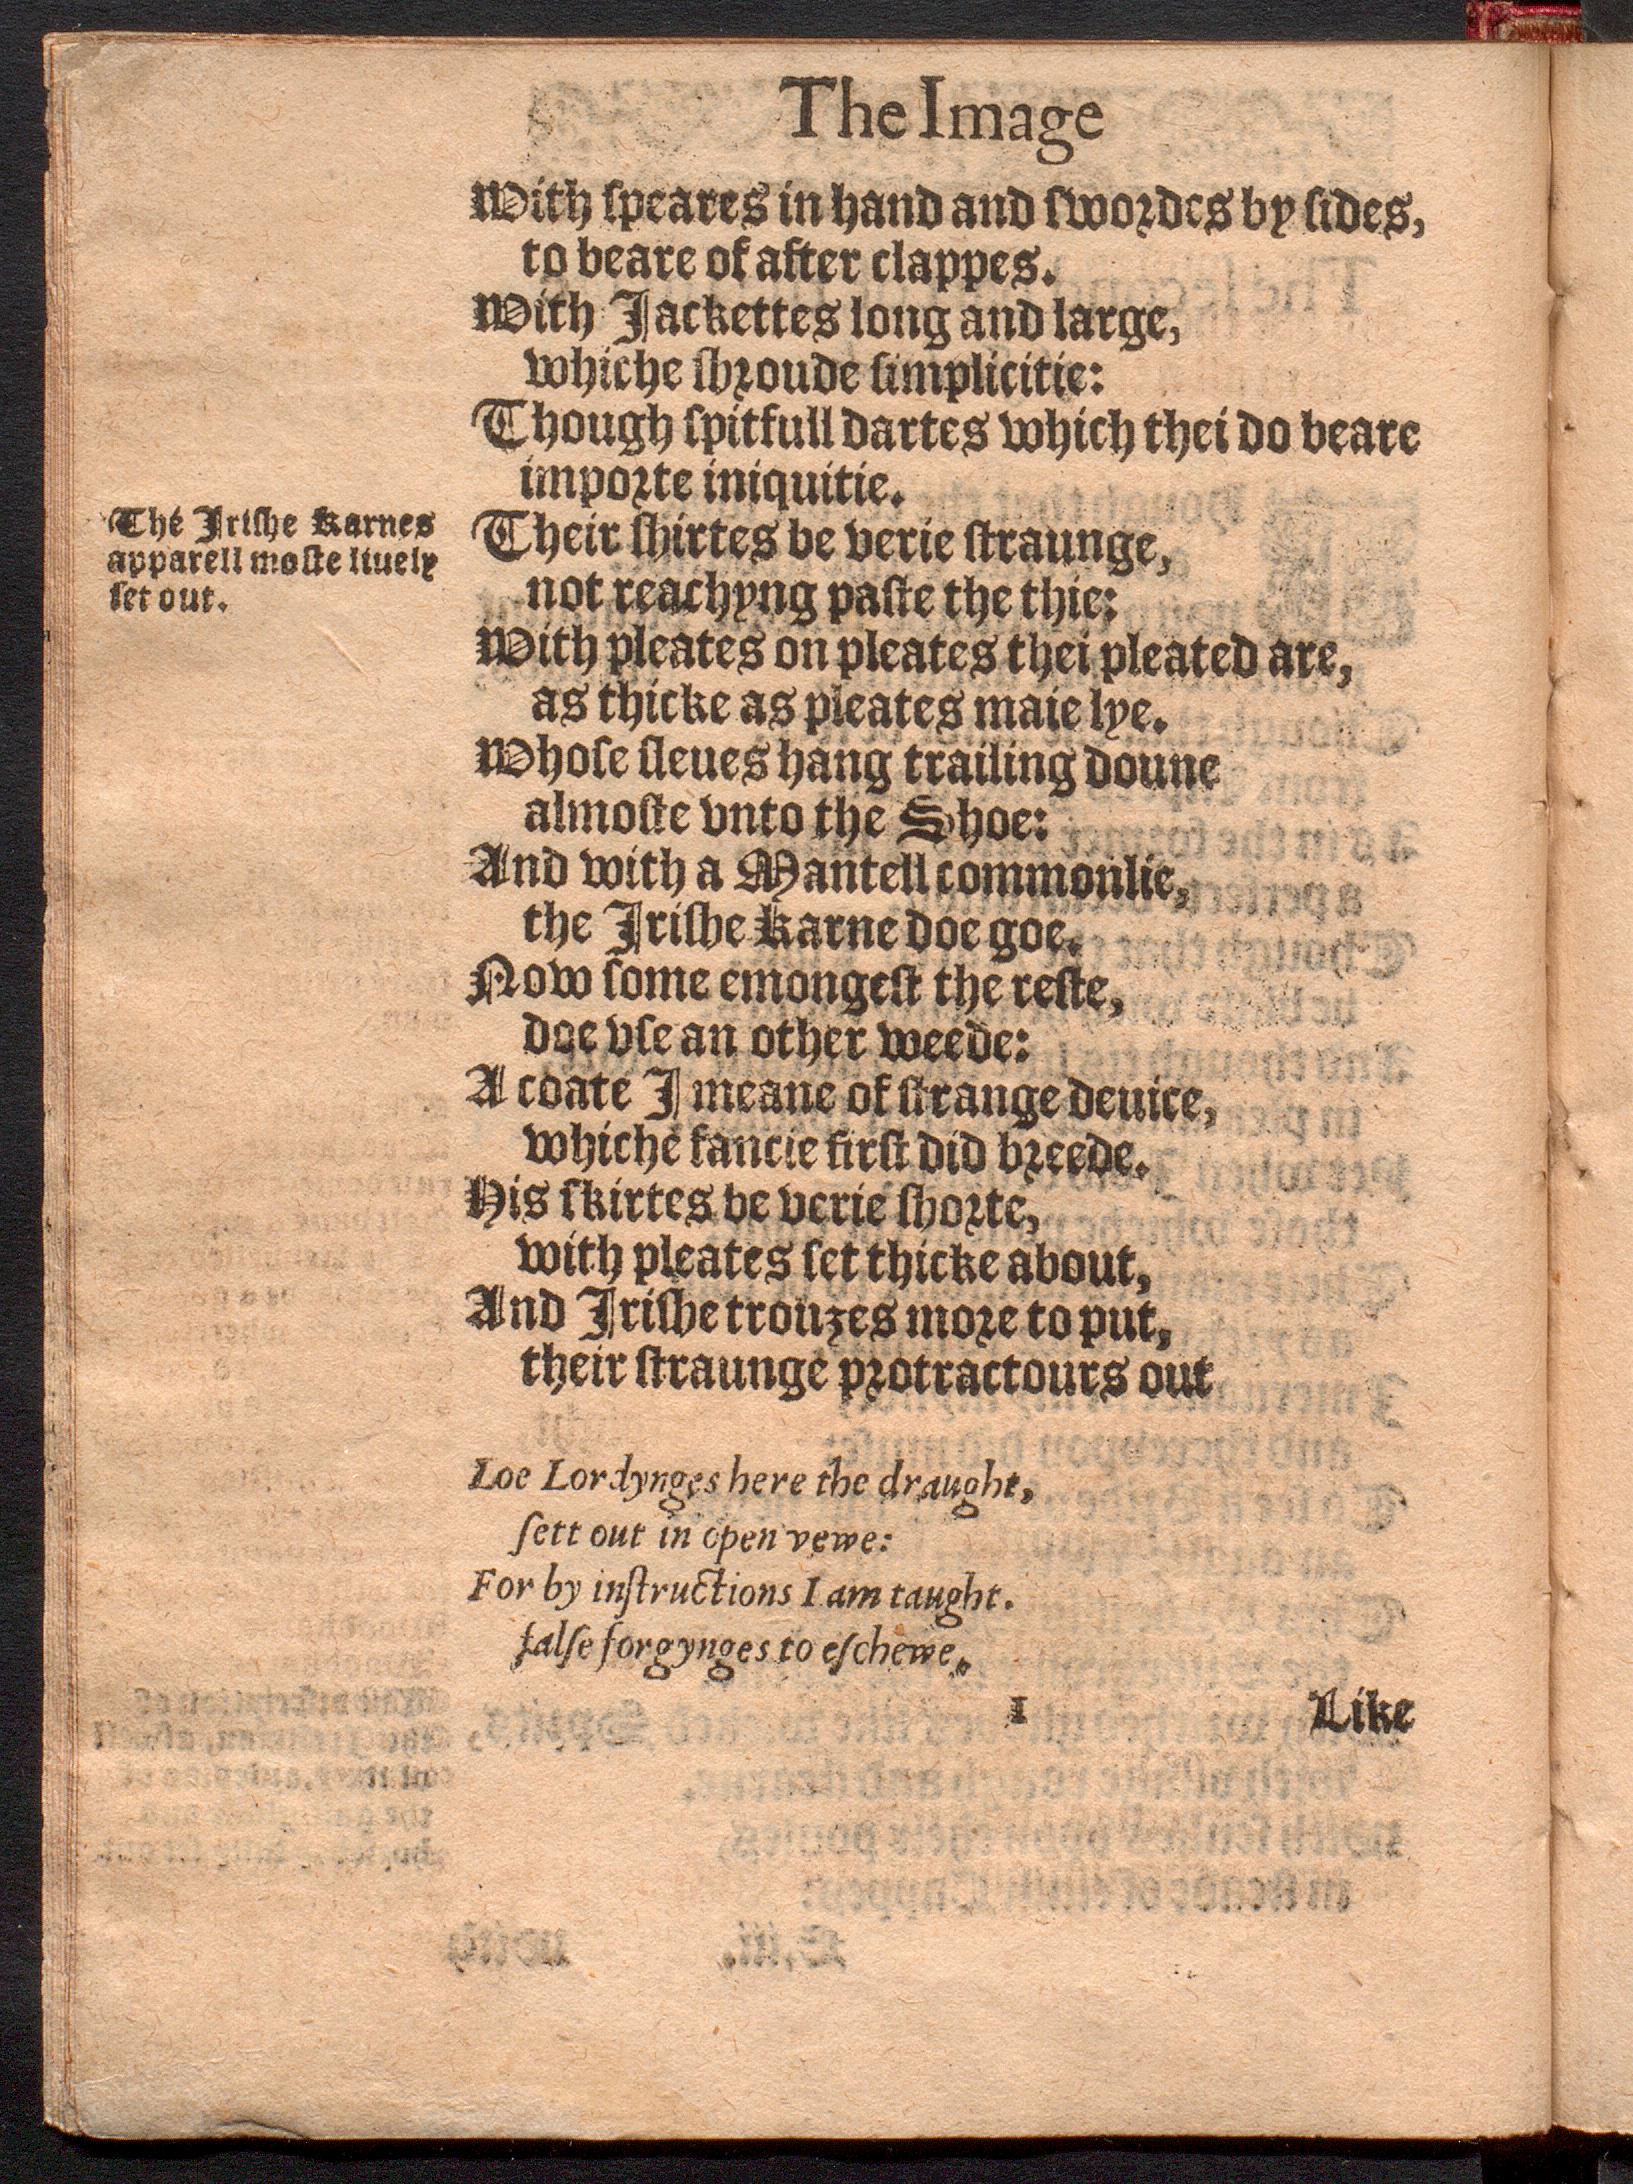 The Image
With ſpeares in hand and ſwordes by ſides,
to beare of after clappes.
With Jackettes long and large,
whiche ſhroude ſimplicitie:
Though ſpitfull dartes which thei do beare
importe iniquitie.
The Iriſhe Karnes
apparell moſte liuely
ſet out.
Their ſhirtes be verie ſtraunge,
not reachyng paſte the thie:
With pleates on pleates thei pleated are,
as thicke as pleates maie lye.
Whoſe ſleues hang trailing doune
almoſte vnto the Shoe:
And with a Mantell commonlie,
the Iriſhe Karne doe goe.
Now ſome emongeſt the reſte,
doe vſe an other weede:
A coate I meane of ſtrange deuice,
whiche fancie firſt did breede.
His ſkirtes be verie ſhorte,
with pleates ſet thicke about,
And Iriſhe trouzes more to put,
their ſtraunge protractours out
Loe Lordynges here the draught,
ſett out in open vewe:
For by inſtructions I am taught.
falſe forgynges to eſchewe.
1
Like